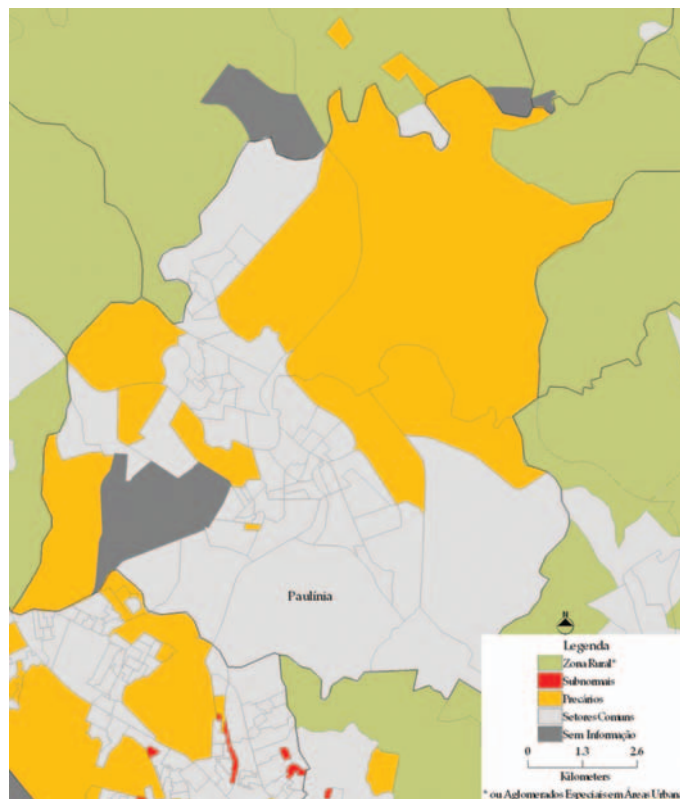 Paulínia
N
Legenda
Zona Rural*
Subnormais
Precários
Setores Comuns
Sem Informação
0 1.3 2.6
Kilometers
* ou Aglomerados Especiais em Áreas Urbana